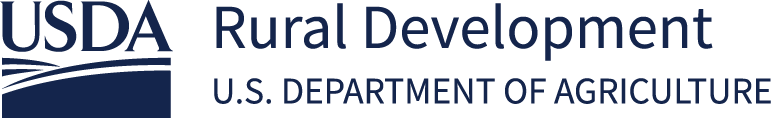 USDA
Rural Development
U.S. DEPARTMENT OF AGRICULTURE